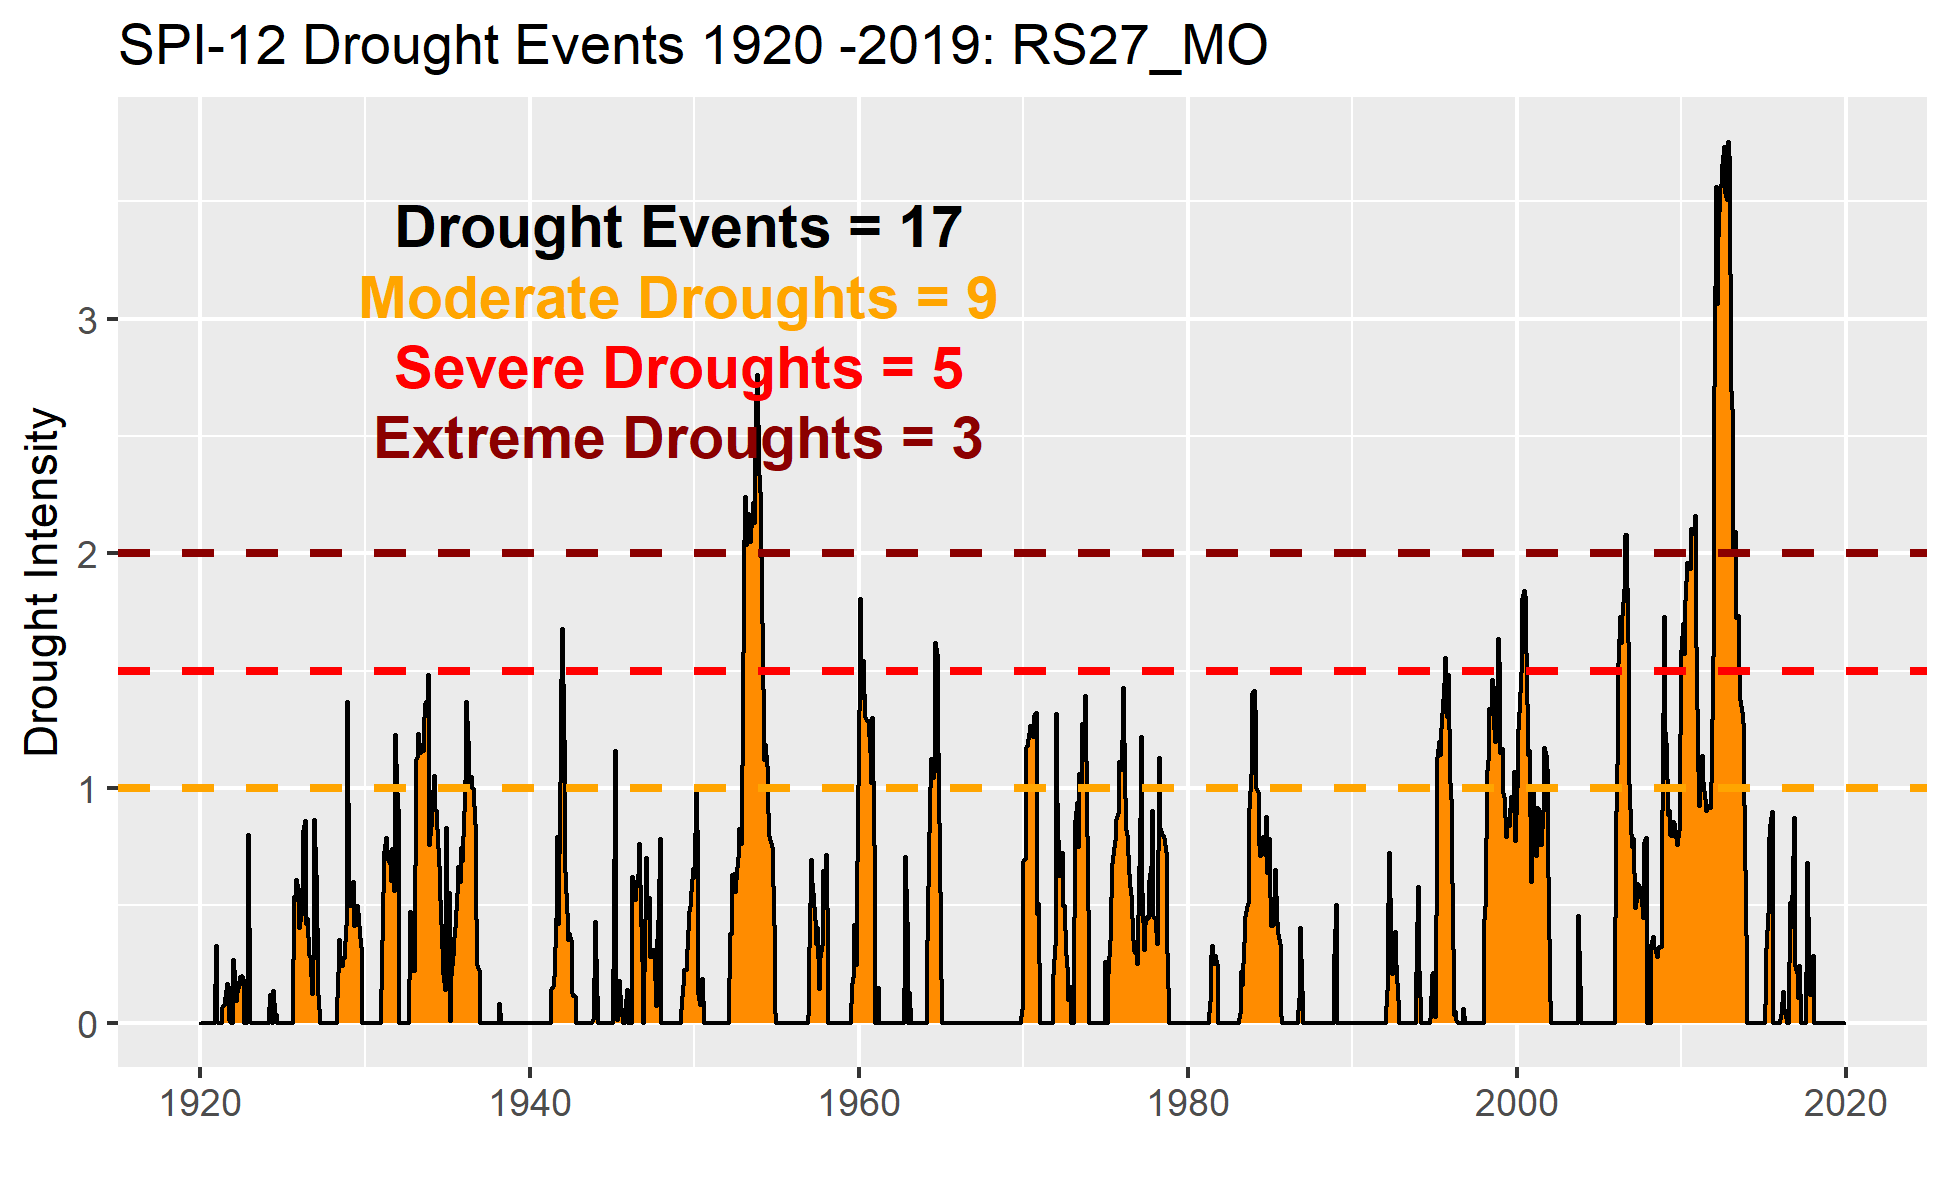 SPI-12 Drought Events 1920 -2019: RS27_MO
Drought Events = 17
Moderate Droughts = 9
Severe Droughts = 5
Extreme Droughts = 3
Drought Intensity
3
2
1
0
1920 1940 1960 1980 2000 2020